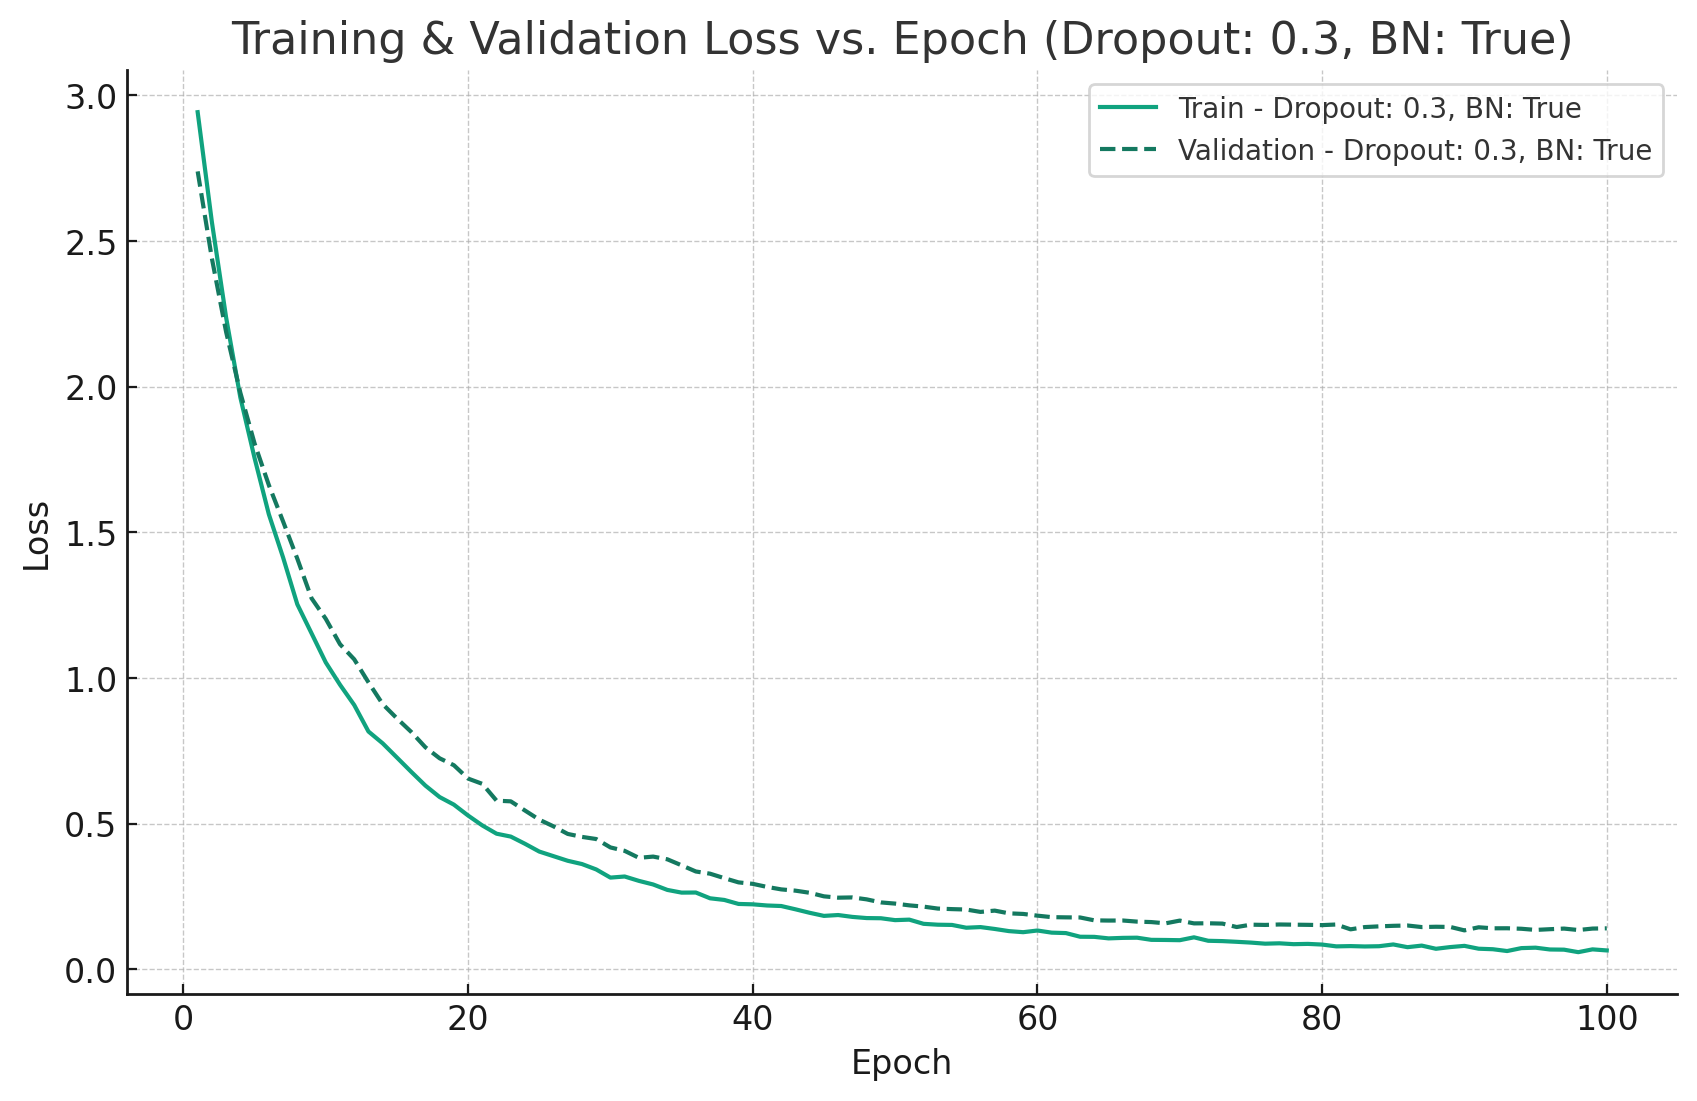 Training & Validation Loss vs. Epoch (Dropout: 0.3, BN: True)
Train - Dropout: 0.3, BN: True
Validation - Dropout: 0.3, BN: True
Loss
3.0
2.5
2.0
1.5
1.0
0.5
0.0
0 20 40 60 80 100
Epoch